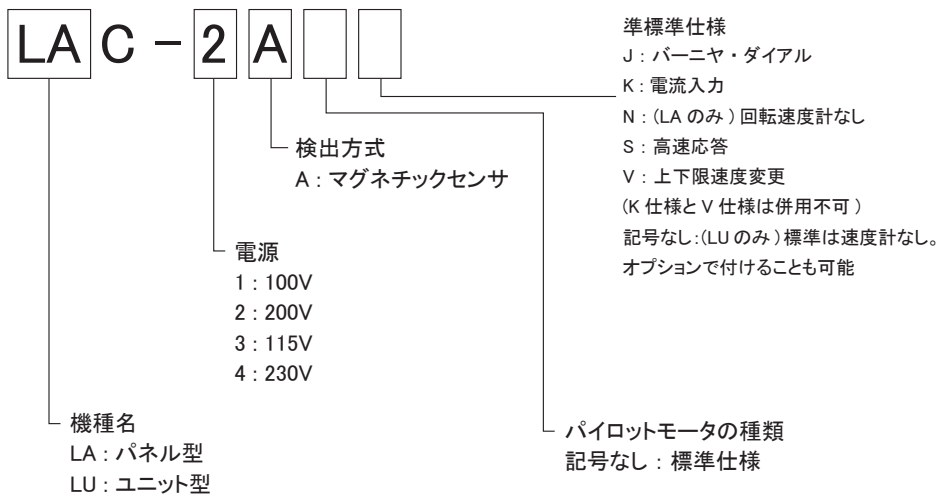 LAC-2A
準標準仕様
J：バーニヤ・ダイアル
K：電流入力
N：(LA のみ) 回転速度計なし
S：高速応答
V：上下限速度変更
(K 仕様と V 仕様は併用不可)
記号なし：(LU のみ) 標準は速度計なし。
オプションで付けることも可能
検出方式
A：マグネチックセンサ
電源
1：100V
2：200V
3：115V
4：230V
機種名
LA：パネル型
LU：ユニット型
パイロットモータの種類
記号なし：標準仕様